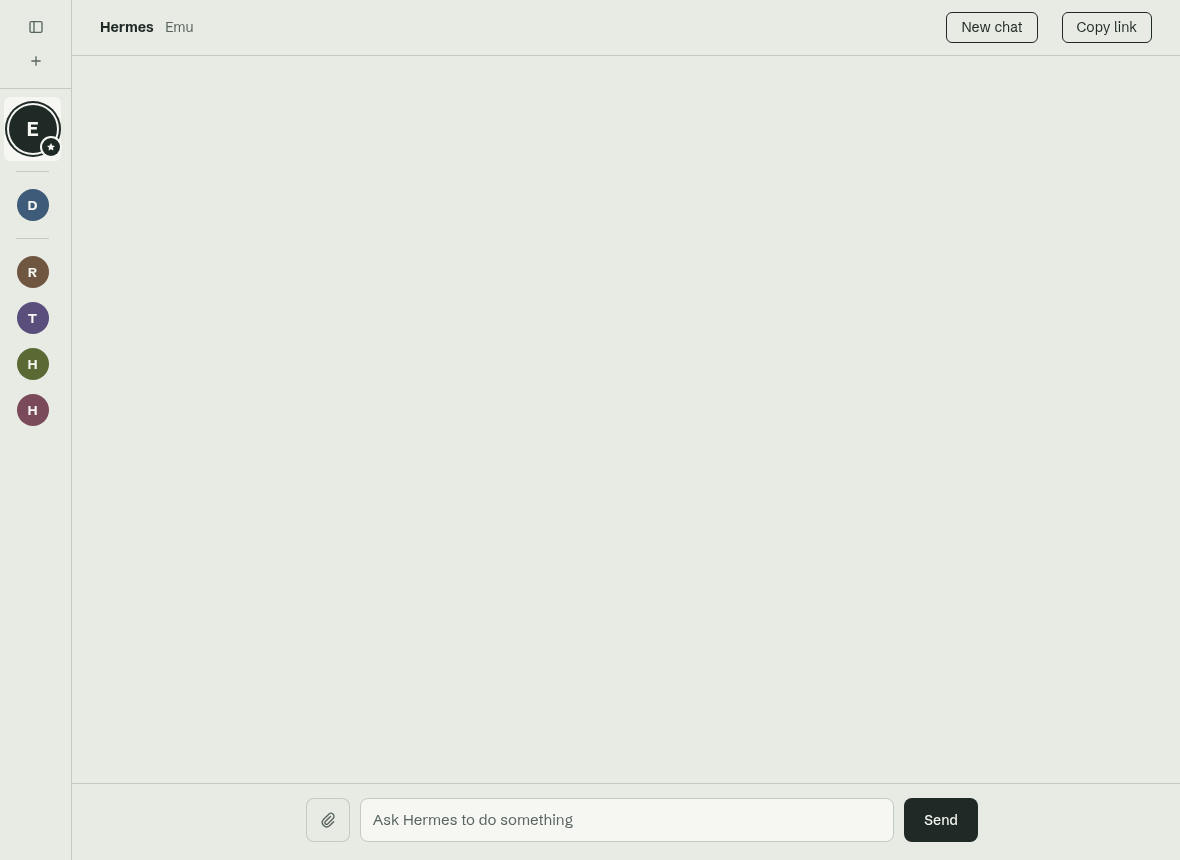 Hermes Emu
New chat
Copy link
E
D
R
T
H
H
Ask Hermes to do something
Send